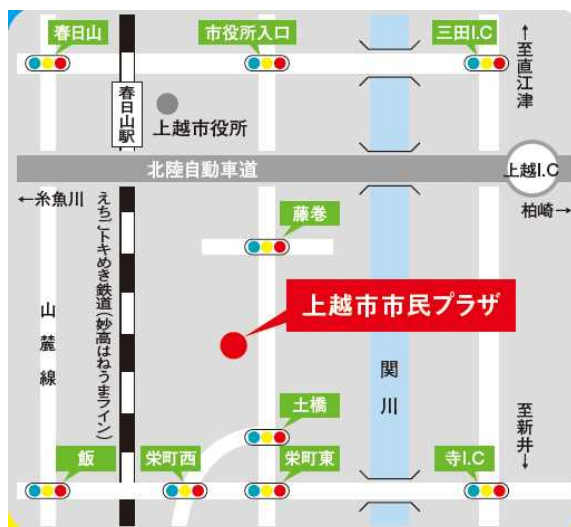 春日山
市役所入口
三田I.C
↑至直江津
春日山駅
上越市役所
北陸自動車道
上越I.C
←糸魚川
柏崎→
えちごトキめき鉄道(妙高はねうまライン)
藤巻
上越市市民プラザ
山麓線
関川
土橋
至新井↓
飯
栄町西
栄町東
寺I.C